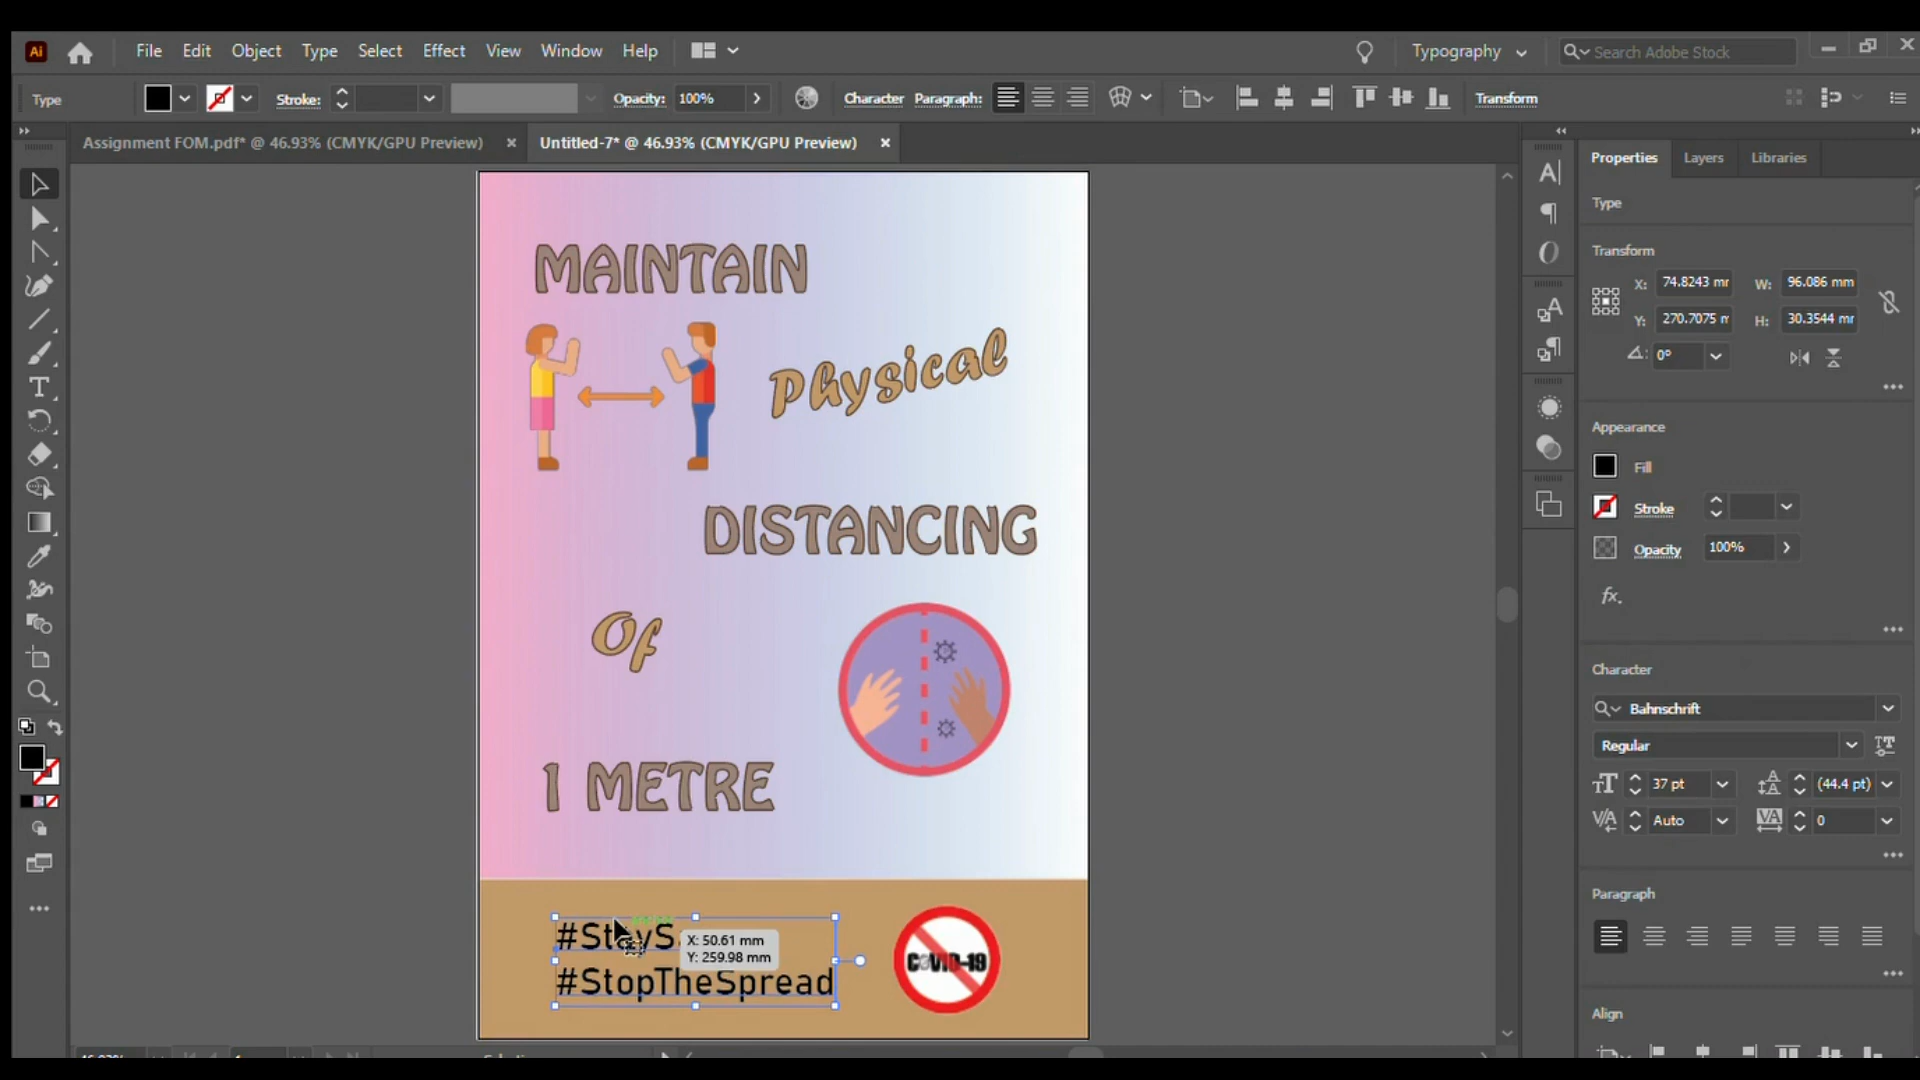 Ai File Edit Object Type Select Effect View Window Help Typography Search Adobe Stock
Type Stroke: Opacity: 100% Character Paragraph: Transform
Assignment FOM.pdf* @ 46.93% (CMYK/GPU Preview) Untitled-7* @ 46.93% (CMYK/GPU Preview)
Properties Layers Libraries
Type
Transform
X: 74.8243 mm W: 96.086 mm
Y: 270.7075 m H: 30.3544 mm
0°
Appearance
Fill
Stroke
Opacity 100%
fx.
Character
Bahnschrift
Regular
37 pt (44.4 pt)
Auto 0
Paragraph
Align
MAINTAIN
Physical
DISTANCING
Of
1 METRE
#StayS
X: 50.61 mm
Y: 259.98 mm
#StopTheSpread
COVID-19